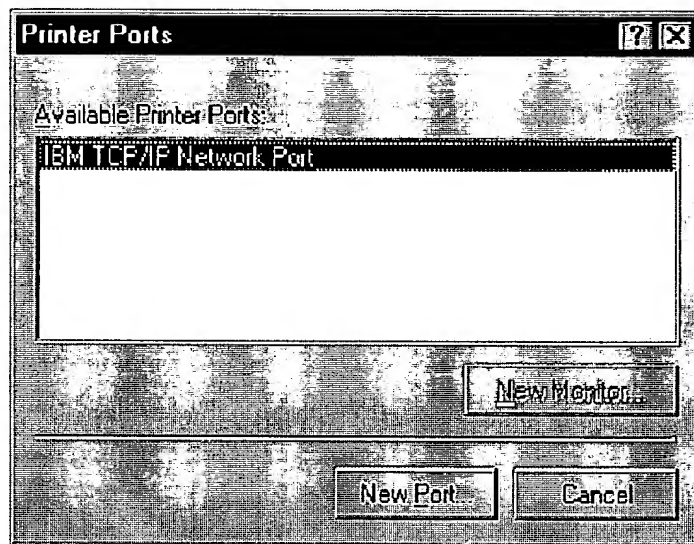 Printer Ports
Available Printer Ports:
IBM TCP/IP Network Port
New Monitor...
New Port...
Cancel